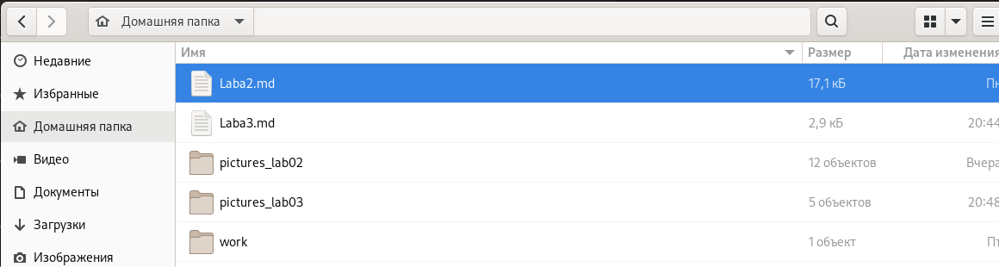 Домашняя папка
Имя Размер Дата изменения
Недавние
Избранные
Домашняя папка
Видео
Документы
Загрузки
Изображения
Laba2.md 17,1 кБ Пн
Laba3.md 2,9 кБ 20:44
pictures_lab02 12 объектов Вчера
pictures_lab03 5 объектов 20:48
work 1 объект Пт